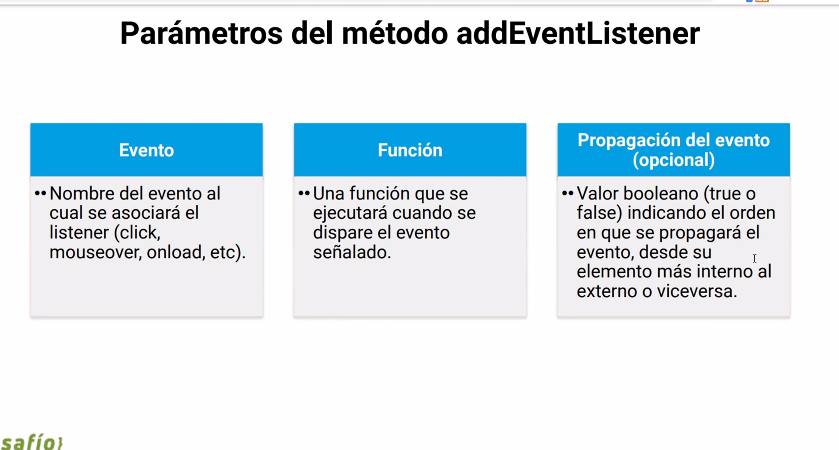 Parámetros del método addEventListener
Evento
•• Nombre del evento al
cual se asociará el
listener (click,
mouseover, onload, etc).
Función
•• Una función que se
ejecutará cuando se
dispare el evento
señalado.
Propagación del evento
(opcional)
•• Valor booleano (true o
false) indicando el orden
en que se propagará el
evento, desde su
elemento más interno al
externo o viceversa.
safío}